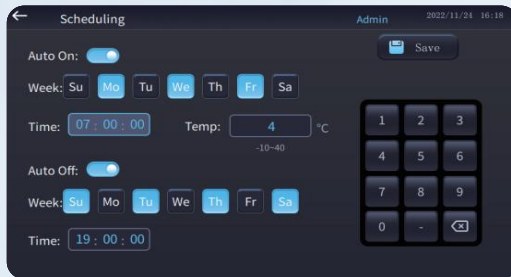 ← Scheduling Admin 2022/11/24 16:18
Save
Auto On:
Week: Su Mo Tu We Th Fr Sa
Time: 07 : 00 : 00 Temp: 4 °C
-10~40
Auto Off:
Week: Su Mo Tu We Th Fr Sa
Time: 19 : 00 : 00
1 2 3
4 5 6
7 8 9
0 -